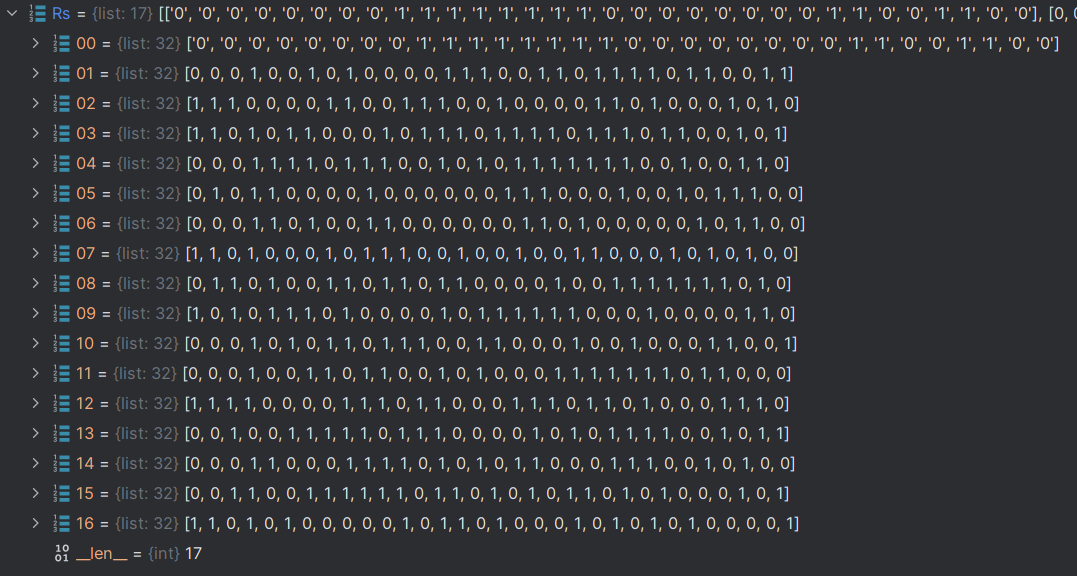 Rs = {list: 17} [['0', '0', '0', '0', '0', '0', '0', '0', '1', '1', '1', '1', '1', '1', '1', '1', '0', '0', '0', '0', '0', '0', '0', '0', '1', '1', '0', '0', '1', '1', '0', '0'], [0, 0
00 = {list: 32} ['0', '0', '0', '0', '0', '0', '0', '0', '1', '1', '1', '1', '1', '1', '1', '1', '0', '0', '0', '0', '0', '0', '0', '0', '1', '1', '0', '0', '1', '1', '0', '0']
01 = {list: 32} [0, 0, 0, 1, 0, 0, 1, 0, 1, 0, 0, 0, 0, 1, 1, 1, 0, 0, 1, 1, 0, 1, 1, 1, 1, 0, 1, 1, 0, 0, 1, 1]
02 = {list: 32} [1, 1, 1, 0, 0, 0, 0, 1, 1, 0, 0, 1, 1, 1, 0, 0, 1, 0, 0, 0, 0, 1, 1, 0, 1, 0, 0, 0, 1, 0, 1, 0]
03 = {list: 32} [1, 1, 0, 1, 0, 1, 1, 0, 0, 0, 1, 0, 1, 1, 1, 0, 1, 1, 1, 1, 0, 1, 1, 1, 0, 1, 1, 0, 0, 1, 0, 1]
04 = {list: 32} [0, 0, 0, 1, 1, 1, 1, 0, 1, 1, 1, 0, 0, 1, 0, 1, 0, 1, 1, 1, 1, 1, 1, 1, 0, 0, 1, 0, 0, 1, 1, 0]
05 = {list: 32} [0, 1, 0, 1, 1, 0, 0, 0, 1, 0, 0, 0, 0, 0, 1, 1, 1, 0, 0, 0, 1, 0, 0, 1, 0, 1, 1, 1, 0, 0]
06 = {list: 32} [0, 0, 0, 1, 1, 0, 1, 0, 0, 1, 1, 0, 0, 0, 0, 0, 0, 1, 1, 0, 1, 0, 0, 0, 0, 0, 1, 0, 1, 1, 0, 0]
07 = {list: 32} [1, 1, 0, 1, 0, 0, 0, 1, 0, 1, 1, 1, 0, 0, 1, 0, 0, 1, 0, 0, 1, 1, 0, 0, 0, 1, 0, 1, 0, 1, 0, 0]
08 = {list: 32} [0, 1, 1, 0, 1, 0, 0, 1, 1, 0, 1, 1, 0, 1, 1, 0, 0, 0, 1, 0, 0, 1, 1, 1, 1, 1, 1, 1, 0, 1, 0]
09 = {list: 32} [1, 0, 1, 0, 1, 1, 1, 0, 1, 0, 0, 0, 0, 1, 0, 1, 1, 1, 1, 1, 1, 0, 0, 0, 1, 0, 0, 0, 0, 1, 1, 0]
10 = {list: 32} [0, 0, 0, 1, 0, 1, 0, 1, 1, 0, 1, 1, 1, 0, 0, 1, 1, 0, 0, 0, 1, 0, 0, 1, 0, 0, 0, 1, 1, 0, 0, 1]
11 = {list: 32} [0, 0, 0, 1, 0, 0, 1, 1, 0, 1, 1, 0, 0, 1, 0, 1, 0, 0, 0, 1, 1, 1, 1, 1, 1, 1, 0, 1, 1, 0, 0, 0]
12 = {list: 32} [1, 1, 1, 1, 0, 0, 0, 0, 1, 1, 1, 0, 1, 1, 0, 0, 0, 1, 1, 1, 0, 1, 1, 0, 1, 0, 0, 0, 1, 1, 1, 0]
13 = {list: 32} [0, 0, 1, 0, 0, 1, 1, 1, 1, 1, 0, 1, 1, 1, 0, 0, 0, 0, 1, 0, 1, 0, 1, 1, 1, 1, 0, 0, 1, 0, 1, 1]
14 = {list: 32} [0, 0, 0, 1, 1, 0, 0, 0, 1, 1, 1, 1, 0, 1, 0, 1, 0, 1, 1, 0, 0, 0, 1, 1, 1, 0, 0, 1, 0, 1, 0, 0]
15 = {list: 32} [0, 0, 1, 1, 0, 0, 1, 1, 1, 1, 1, 1, 0, 1, 1, 0, 1, 0, 1, 0, 1, 1, 0, 1, 0, 1, 0, 0, 0, 1, 0, 1]
16 = {list: 32} [1, 1, 0, 1, 0, 1, 0, 0, 0, 0, 0, 1, 0, 1, 1, 0, 1, 0, 0, 0, 1, 0, 1, 0, 1, 0, 1, 0, 0, 0, 0, 1]
__len__ = {int} 17